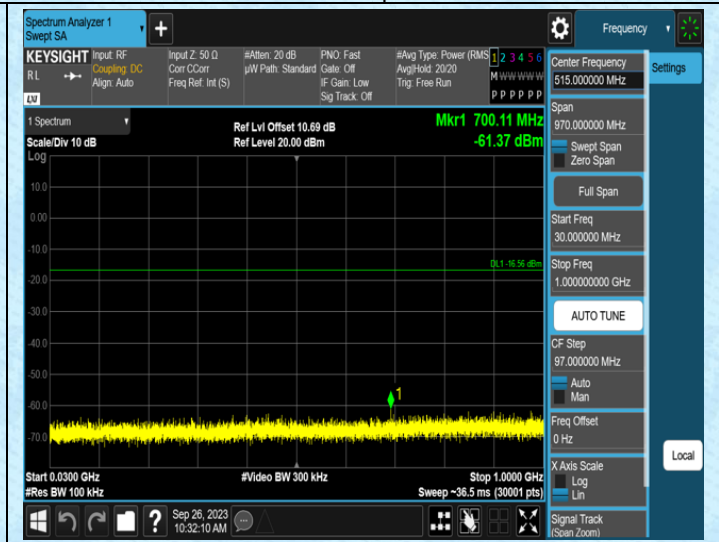 Spectrum Analyzer 1
Swept SA
Frequency
KEYSIGHT
RL
LXI
Input: RF
Coupling: DC
Align: Auto
Input Z: 50 Ω
Corr CCorr
Freq Ref: Int (S)
#Atten: 20 dB
µW Path: Standard
PNO: Fast
Gate: Off
IF Gain: Low
Sig Track: Off
#Avg Type: Power (RMS
Avg|Hold: 20/20
Trig: Free Run
1 2 3 4 5 6
M W W W W W
P P P P P P
1 Spectrum
Scale/Div 10 dB
Ref Lvl Offset 10.69 dB
Ref Level 20.00 dBm
Mkr1 700.11 MHz
-61.37 dBm
Log
10.0
0.00
-10.0
DL1 -16.56 dBm
-20.0
-30.0
-40.0
-50.0
1
-60.0
-70.0
Start 0.0300 GHz
#Res BW 100 kHz
#Video BW 300 kHz
Stop 1.0000 GHz
Sweep ~36.5 ms (30001 pts)
?
Sep 26, 2023
10:32:10 AM
Center Frequency
515.000000 MHz
Span
970.000000 MHz
Swept Span
Zero Span
Full Span
Start Freq
30.000000 MHz
Stop Freq
1.000000000 GHz
AUTO TUNE
CF Step
97.000000 MHz
Auto
Man
Freq Offset
0 Hz
X Axis Scale
Log
Lin
Signal Track
(Span Zoom)
Settings
Local